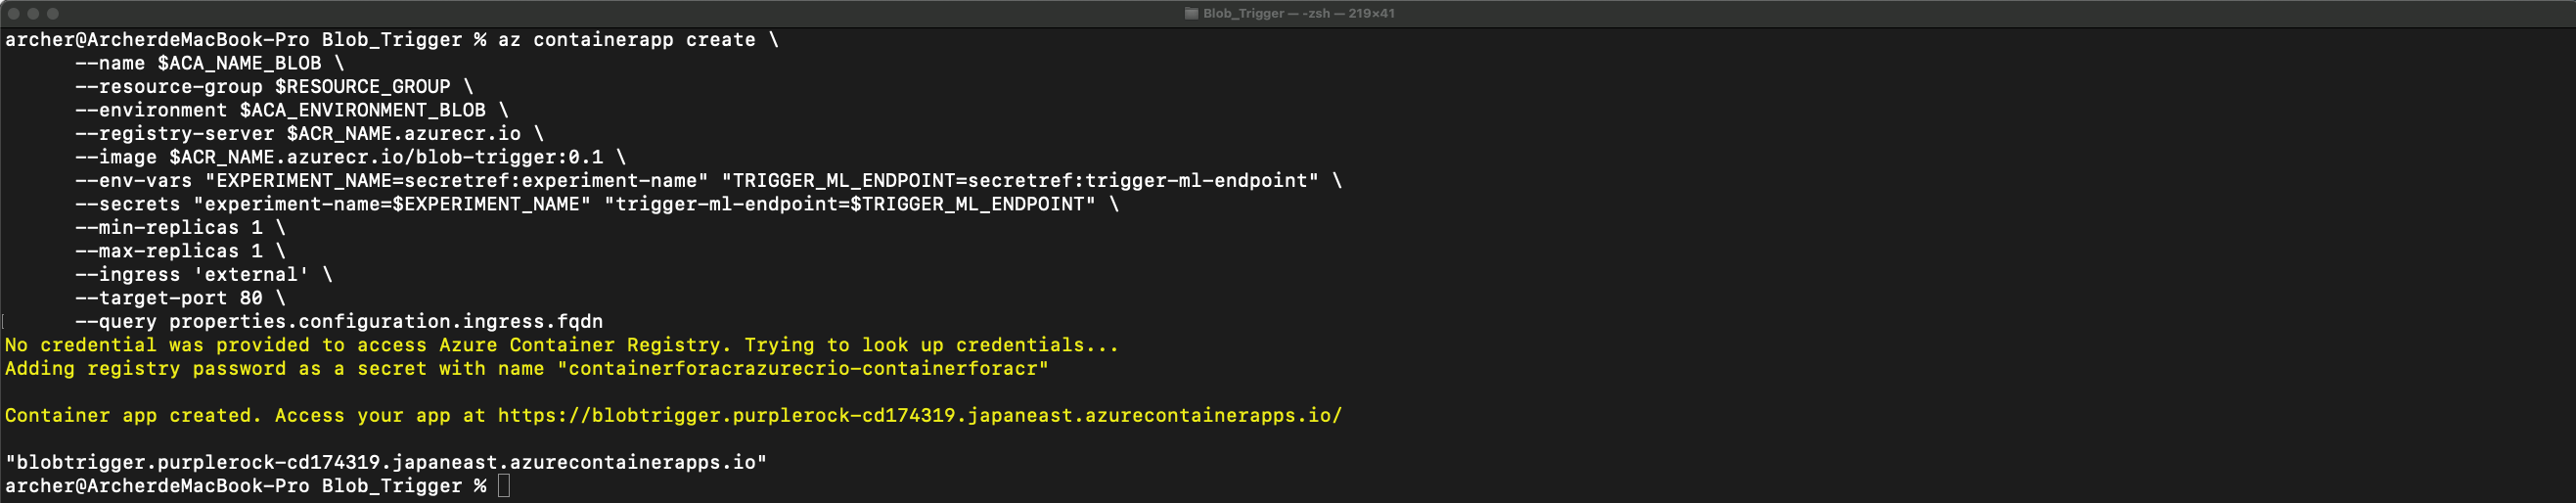 Blob_Trigger — -zsh — 219×41
archer@ArcherdeMacBook-Pro Blob_Trigger % az containerapp create \
--name $ACA_NAME_BLOB \
--resource-group $RESOURCE_GROUP \
--environment $ACA_ENVIRONMENT_BLOB \
--registry-server $ACR_NAME.azurecr.io \
--image $ACR_NAME.azurecr.io/blob-trigger:0.1 \
--env-vars "EXPERIMENT_NAME=secretref:experiment-name" "TRIGGER_ML_ENDPOINT=secretref:trigger-ml-endpoint" \
--secrets "experiment-name=$EXPERIMENT_NAME" "trigger-ml-endpoint=$TRIGGER_ML_ENDPOINT" \
--min-replicas 1 \
--max-replicas 1 \
--ingress 'external' \
--target-port 80 \
--query properties.configuration.ingress.fqdn
No credential was provided to access Azure Container Registry. Trying to look up credentials...
Adding registry password as a secret with name "containerforacrazurecrio-containerforacr"
Container app created. Access your app at https://blobtrigger.purplerock-cd174319.japaneast.azurecontainerapps.io/
"blobtrigger.purplerock-cd174319.japaneast.azurecontainerapps.io"
archer@ArcherdeMacBook-Pro Blob_Trigger %